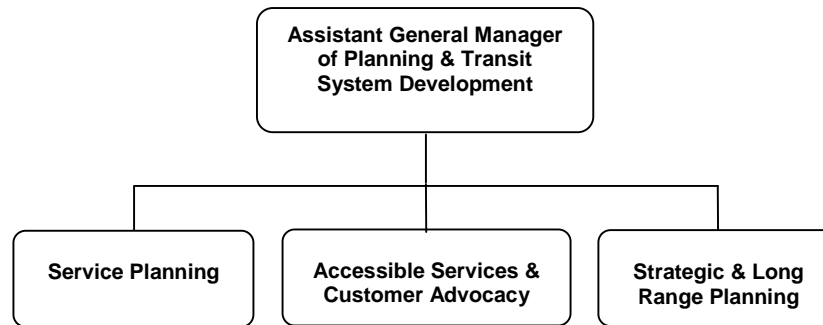 Assistant General Manager
of Planning & Transit
System Development
Service Planning
Accessible Services &
Customer Advocacy
Strategic & Long
Range Planning